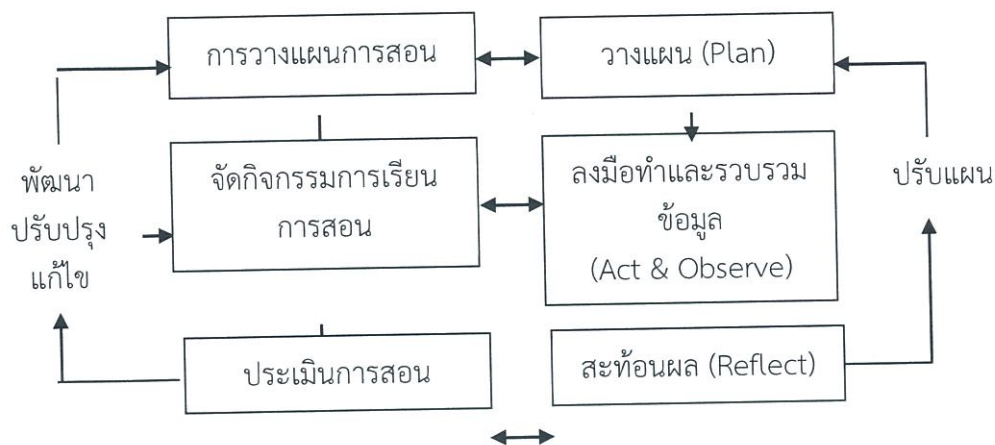 การวางแผนการสอน
วางแผน (Plan)
พัฒนา
ปรับปรุง
แก้ไข
จัดกิจกรรมการเรียน
การสอน
ลงมือทำและรวบรวม
ข้อมูล
(Act & Observe)
ปรับแผน
ประเมินการสอน
สะท้อนผล (Reflect)